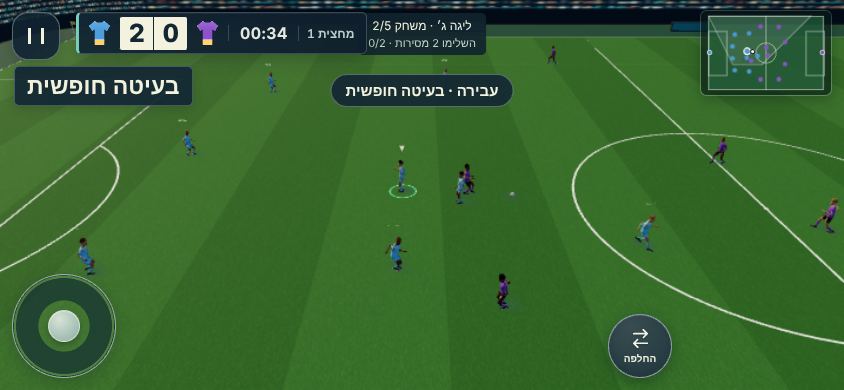 2 0
00:34
מחצית 1
ליגה ג׳ · משחק 2/5
השלימו 2 מסירות · 0/2
בעיטה חופשית
עבירה · בעיטה חופשית
החלפה